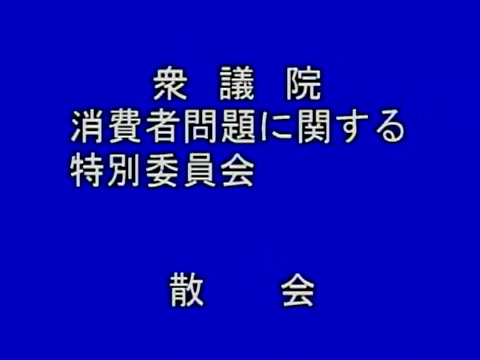 衆 議 院
消費者問題に関する
特別委員会
散 会